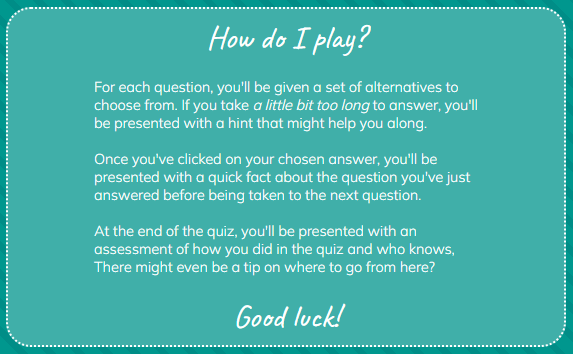 How do I play?
For each question, you'll be given a set of alternatives to
choose from. If you take a little bit too long to answer, you'll
be presented with a hint that might help you along.
Once you've clicked on your chosen answer, you'll be
presented with a quick fact about the question you've just
answered before being taken to the next question.
At the end of the quiz, you'll be presented with an
assessment of how you did in the quiz and who knows,
There might even be a tip on where to go from here?
Good luck!